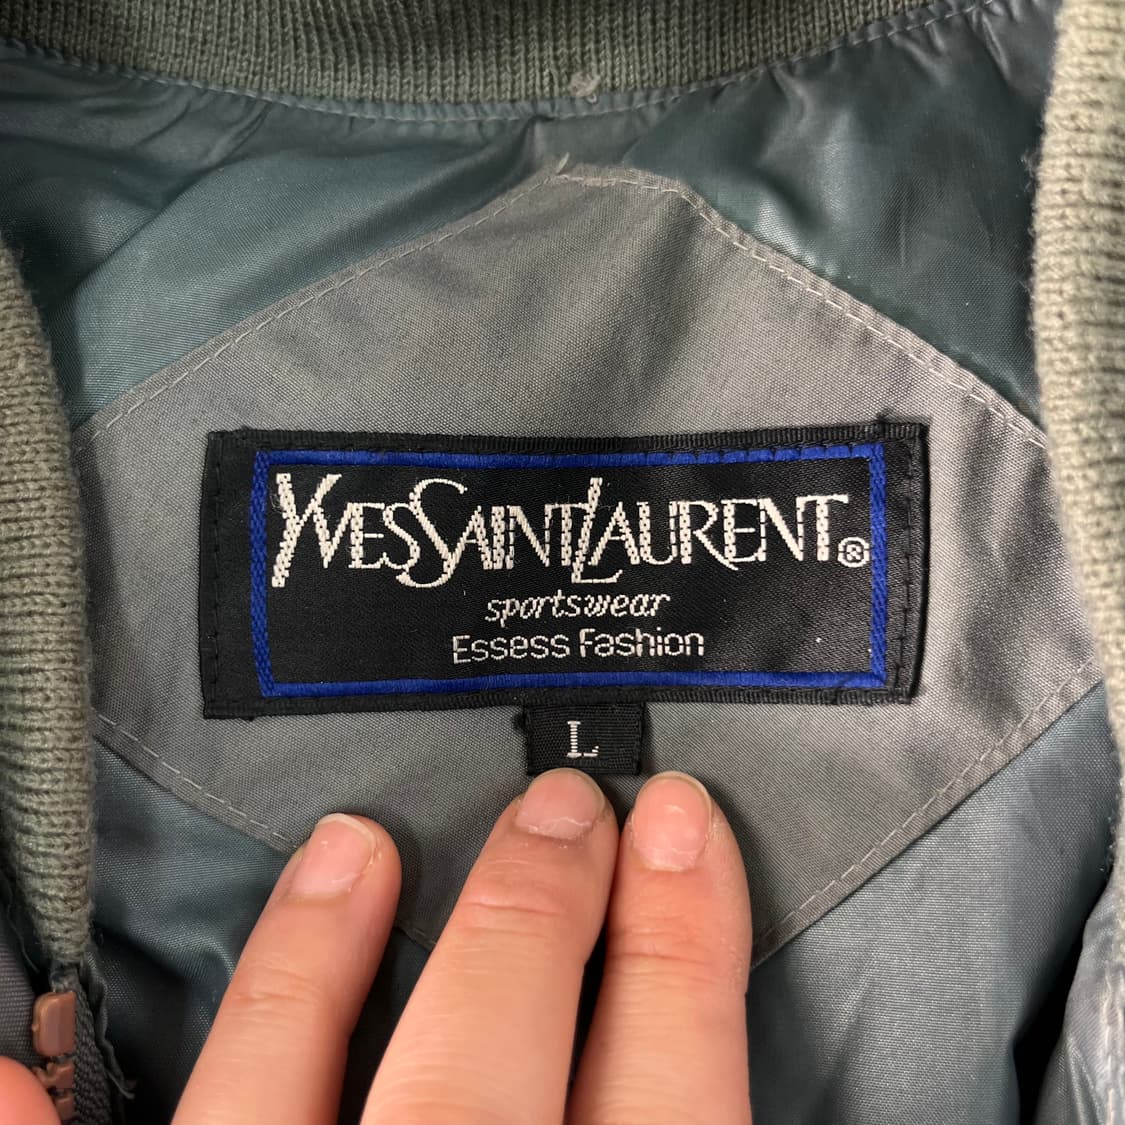 YVES SAINT LAURENT ®
sportswear
Essess Fashion
L